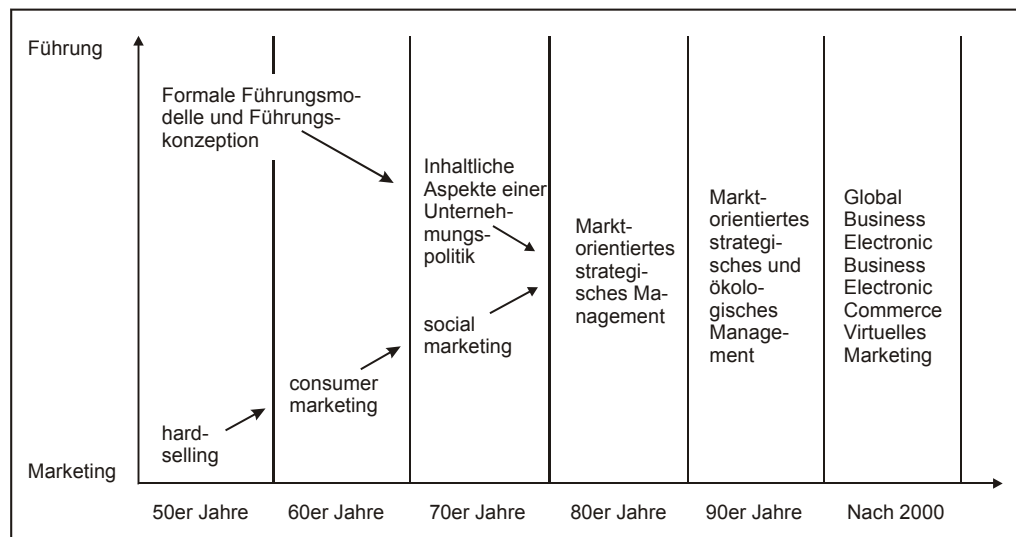 Führung
Formale Führungsmo-
delle und Führungs-
konzeption
Inhaltliche
Aspekte einer
Unterneh-
mungs-
politik
Markt-
orientiertes
strategi-
sches Ma-
nagement
Markt-
orientiertes
strategi-
sches und
ökolo-
gisches
Manage-
ment
Global
Business
Electronic
Business
Electronic
Commerce
Virtuelles
Marketing
social
marketing
consumer
marketing
hard-
selling
Marketing
50er Jahre 60er Jahre 70er Jahre 80er Jahre 90er Jahre Nach 2000